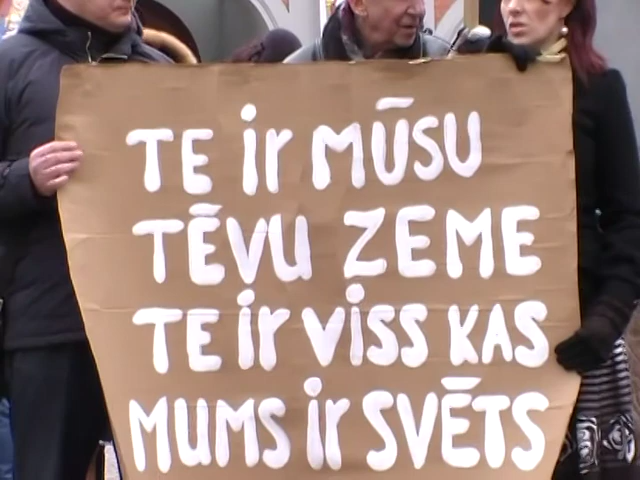 TE ir MŪSU
TĒVU ZEME
TE ir viss KAS
MUMS ir SVĒTS